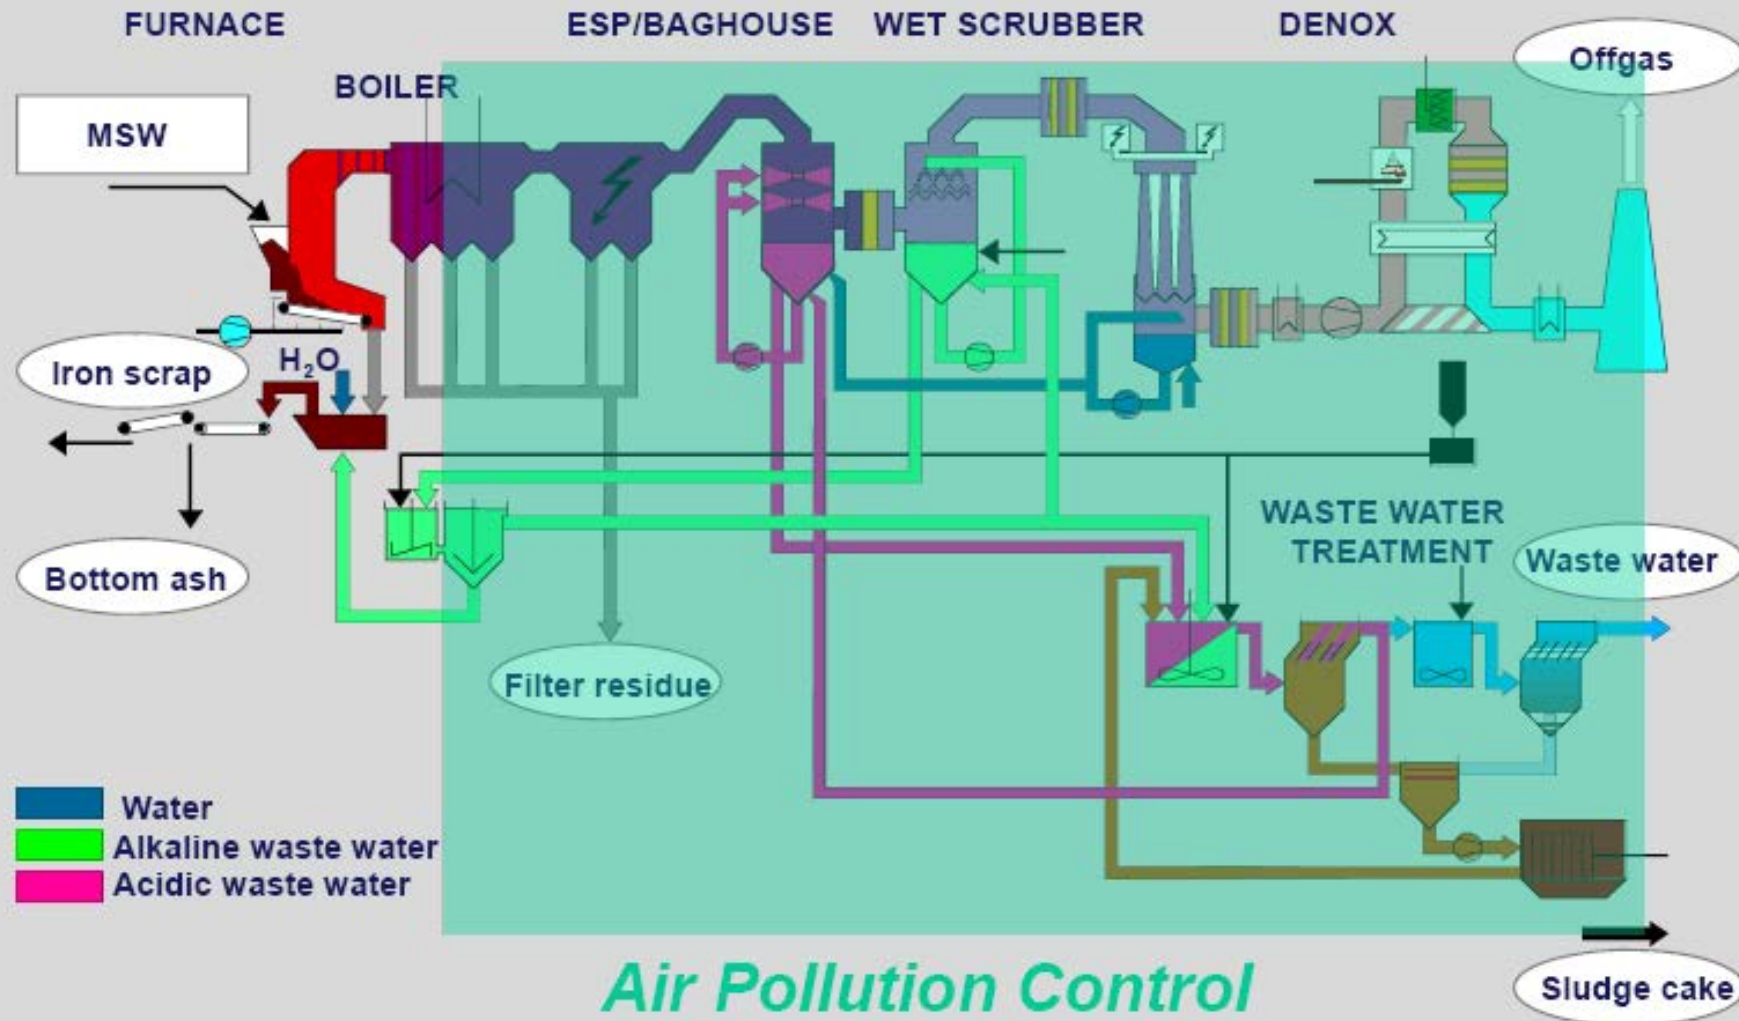 FURNACE
ESP/BAGHOUSE
WET SCRUBBER
DENOX
Offgas
BOILER
MSW
Iron scrap
H₂O
WASTE WATER
TREATMENT
Waste water
Bottom ash
Filter residue
Water
Alkaline waste water
Acidic waste water
Air Pollution Control
Sludge cake